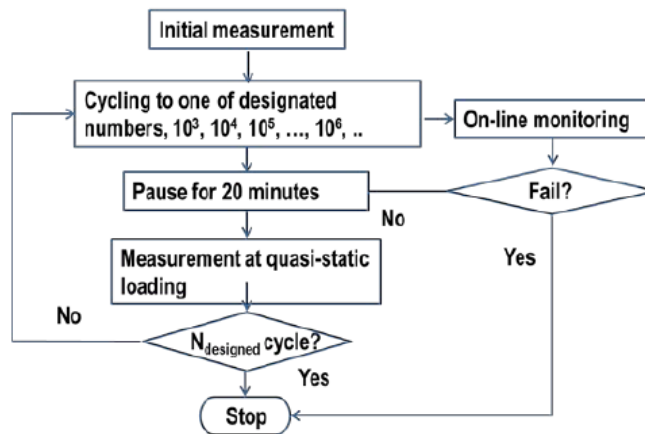 Initial measurement
Cycling to one of designated
numbers, 10³, 10⁴, 10⁵, ..., 10⁶, ..
On-line monitoring
Pause for 20 minutes
Fail?
No
Measurement at quasi-static
loading
Yes
No
N_designed cycle?
Yes
Stop